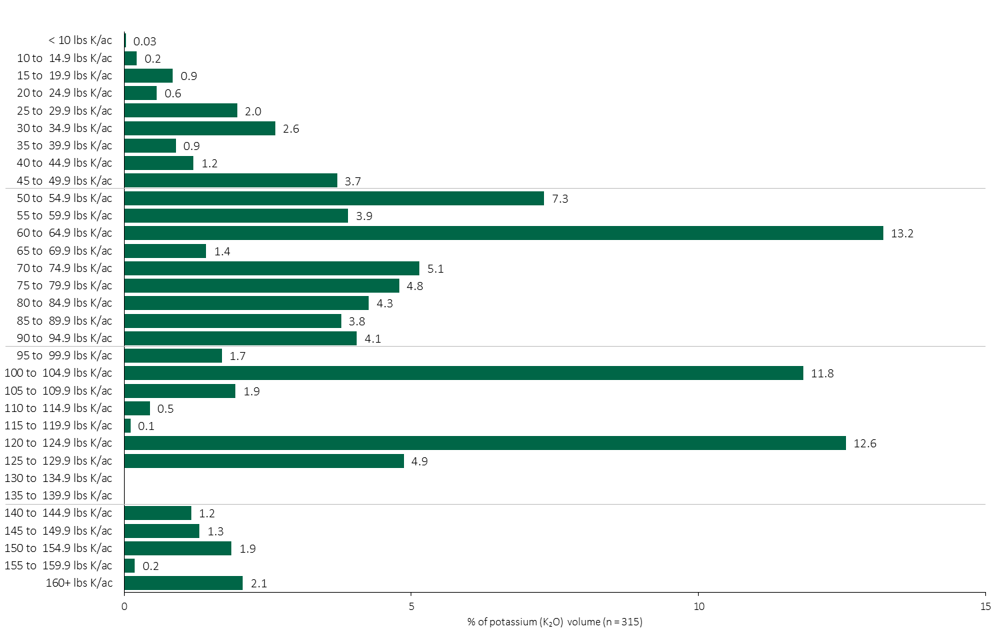 < 10 lbs K/ac 0.03
10 to 14.9 lbs K/ac 0.2
15 to 19.9 lbs K/ac 0.9
20 to 24.9 lbs K/ac 0.6
25 to 29.9 lbs K/ac 2.0
30 to 34.9 lbs K/ac 2.6
35 to 39.9 lbs K/ac 0.9
40 to 44.9 lbs K/ac 1.2
45 to 49.9 lbs K/ac 3.7
50 to 54.9 lbs K/ac 7.3
55 to 59.9 lbs K/ac 3.9
60 to 64.9 lbs K/ac 13.2
65 to 69.9 lbs K/ac 1.4
70 to 74.9 lbs K/ac 5.1
75 to 79.9 lbs K/ac 4.8
80 to 84.9 lbs K/ac 4.3
85 to 89.9 lbs K/ac 3.8
90 to 94.9 lbs K/ac 4.1
95 to 99.9 lbs K/ac 1.7
100 to 104.9 lbs K/ac 11.8
105 to 109.9 lbs K/ac 1.9
110 to 114.9 lbs K/ac 0.5
115 to 119.9 lbs K/ac 0.1
120 to 124.9 lbs K/ac 12.6
125 to 129.9 lbs K/ac 4.9
130 to 134.9 lbs K/ac
135 to 139.9 lbs K/ac
140 to 144.9 lbs K/ac 1.2
145 to 149.9 lbs K/ac 1.3
150 to 154.9 lbs K/ac 1.9
155 to 159.9 lbs K/ac 0.2
160+ lbs K/ac 2.1
0 5 10 15
% of potassium (K₂O) volume (n = 315)